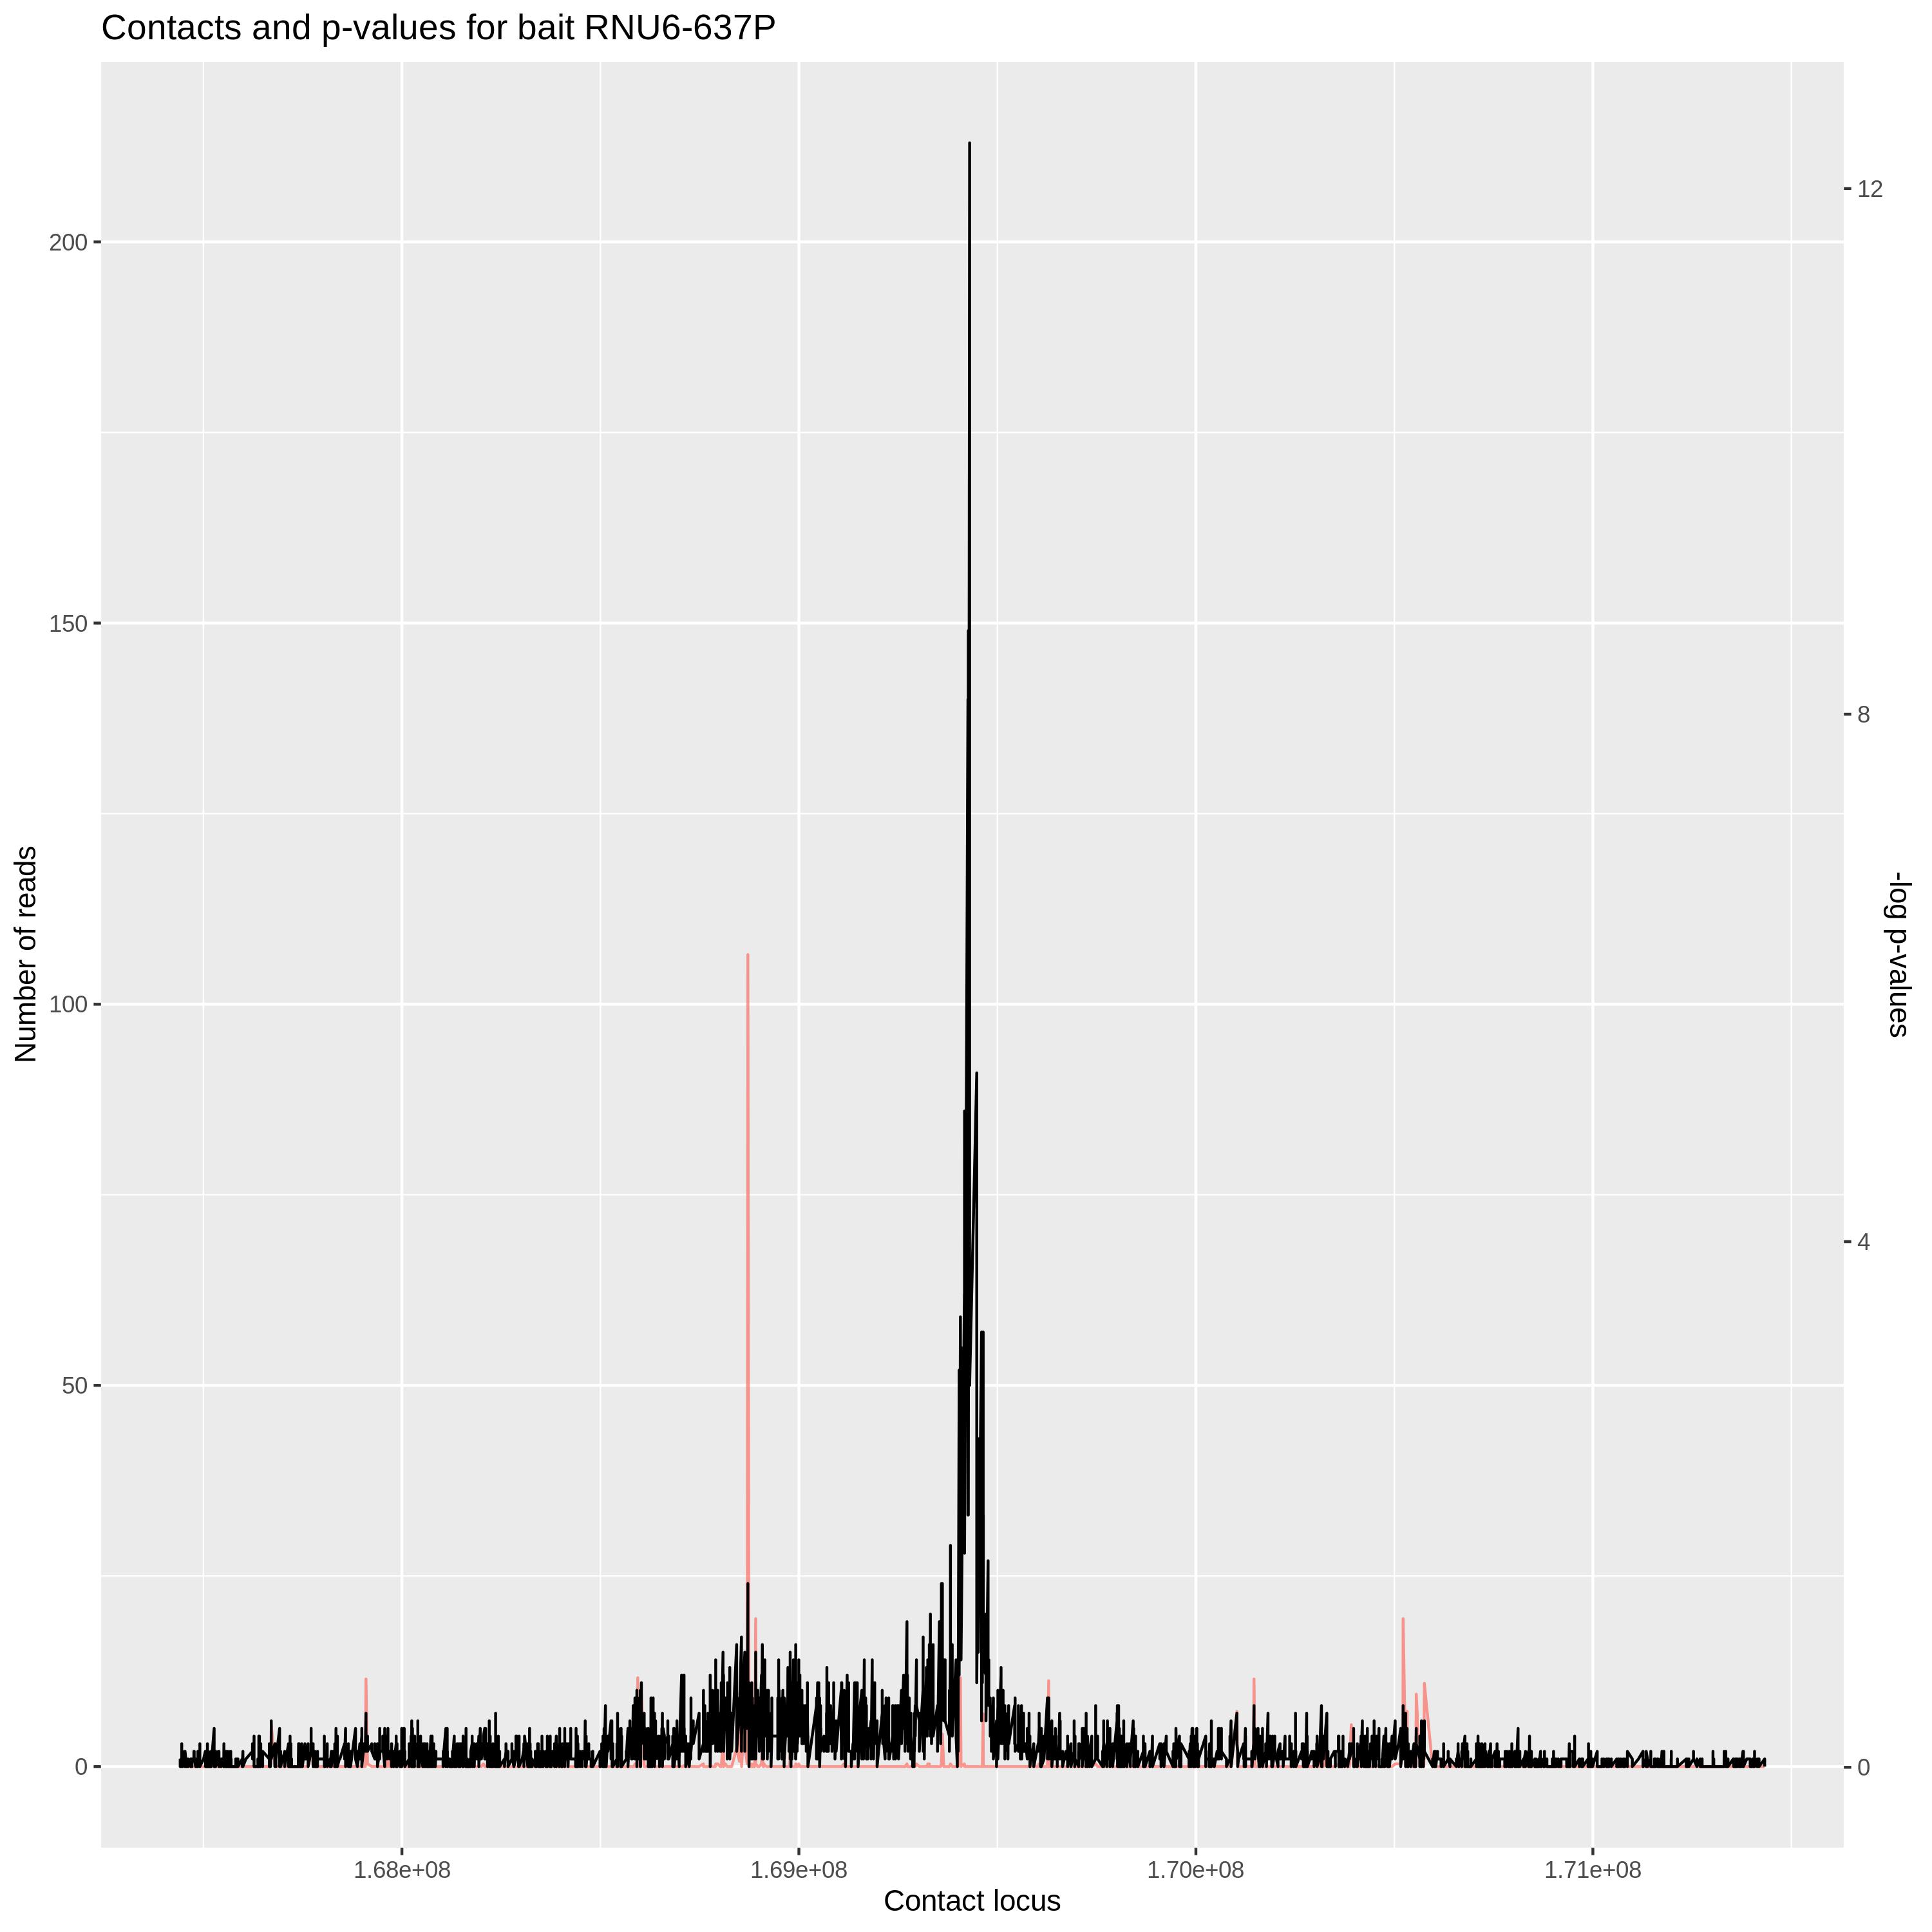 Contacts and p-values for bait RNU6-637P
200
150
100
50
0
Number of reads
12
8
4
0
-log p-values
1.68e+08
1.69e+08
1.70e+08
1.71e+08
Contact locus